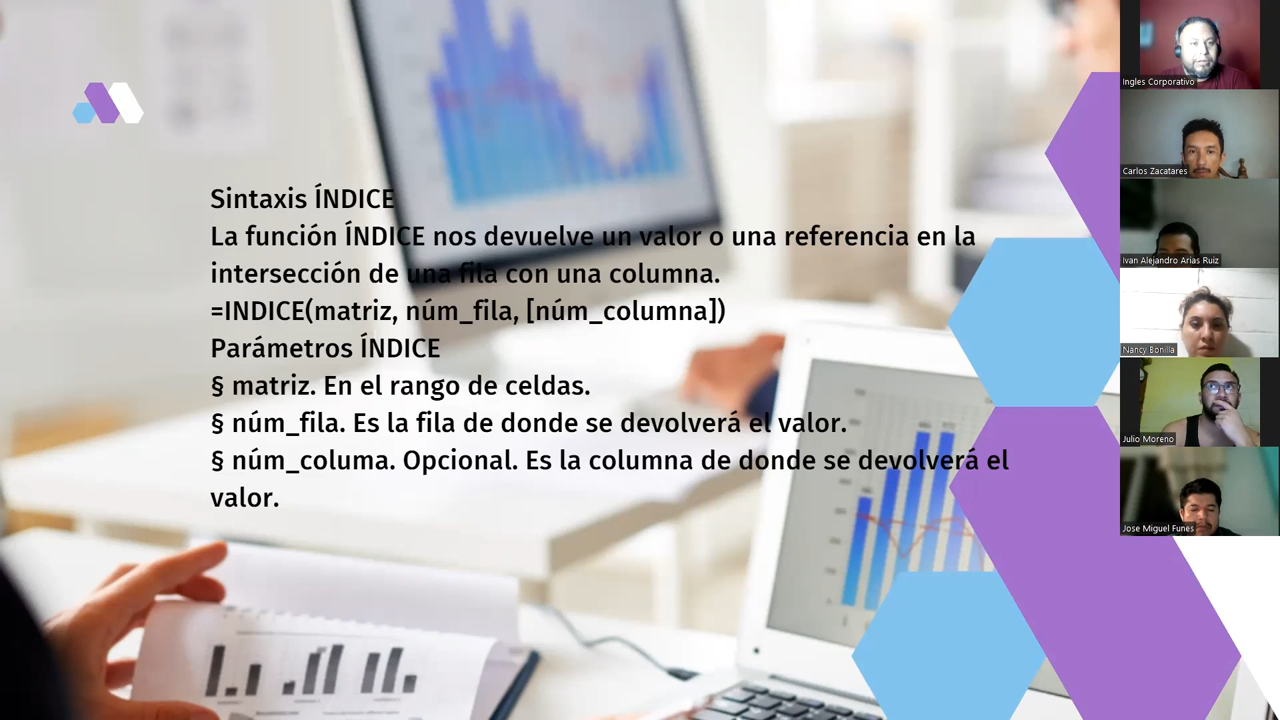 Sintaxis ÍNDICE
La función ÍNDICE nos devuelve un valor o una referencia en la
intersección de una fila con una columna.
=INDICE(matriz, núm_fila, [núm_columna])
Parámetros ÍNDICE
§ matriz. En el rango de celdas.
§ núm_fila. Es la fila de donde se devolverá el valor.
§ núm_columa. Opcional. Es la columna de donde se devolverá el
valor.
Ingles Corporativo
Carlos Zacatares
Ivan Alejandro Arias Ruiz
Nancy Bonilla
Julio Moreno
Jose Miguel Funes